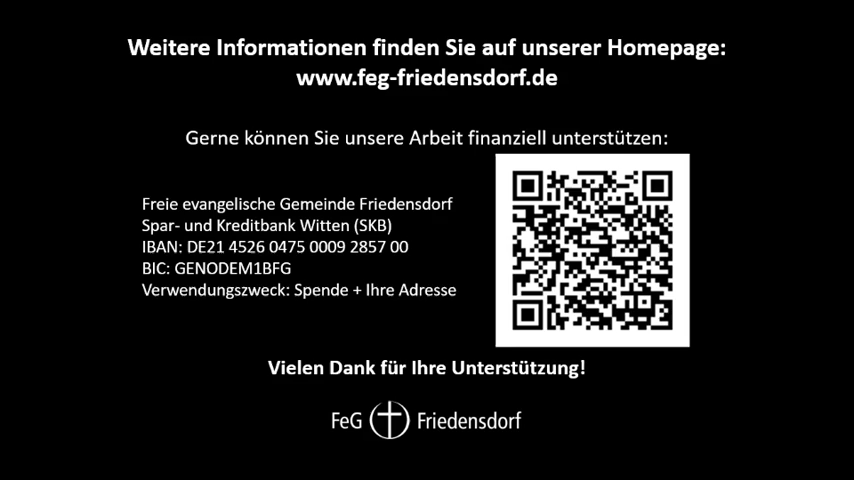 Weitere Informationen finden Sie auf unserer Homepage:
www.feg-friedensdorf.de
Gerne können Sie unsere Arbeit finanziell unterstützen:
Freie evangelische Gemeinde Friedensdorf
Spar- und Kreditbank Witten (SKB)
IBAN: DE21 4526 0475 0009 2857 00
BIC: GENODEM1BFG
Verwendungszweck: Spende + Ihre Adresse
Vielen Dank für Ihre Unterstützung!
FeG Friedensdorf